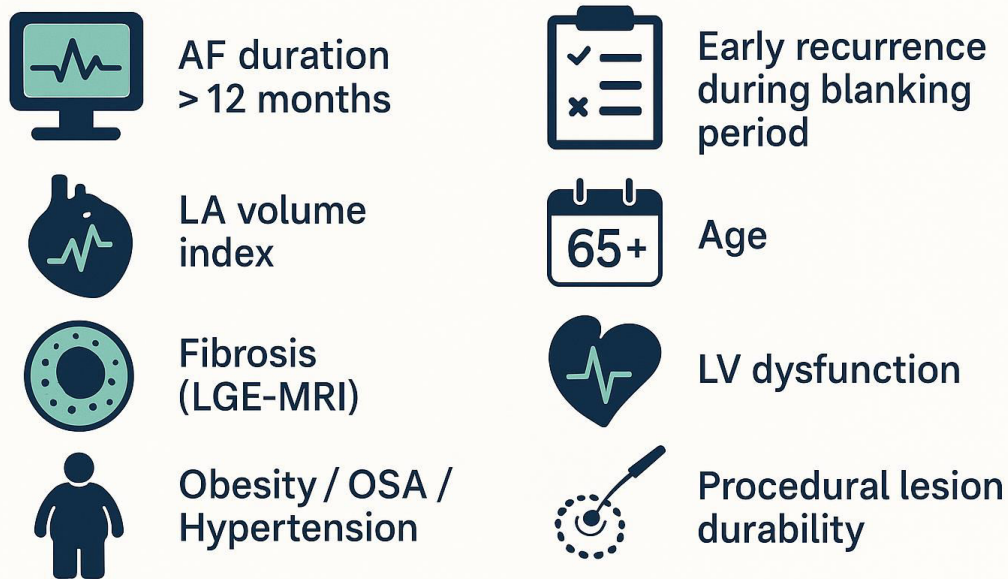 AF duration
> 12 months
LA volume
index
Fibrosis
(LGE-MRI)
Obesity / OSA /
Hypertension
Early recurrence
during blanking
period
65+
Age
LV dysfunction
Procedural lesion
durability